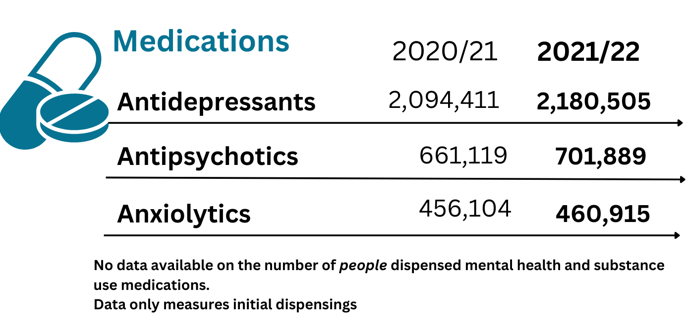 Medications 2020/21 2021/22
Antidepressants 2,094,411 2,180,505
Antipsychotics 661,119 701,889
Anxiolytics 456,104 460,915
No data available on the number of people dispensed mental health and substance
use medications.
Data only measures initial dispensings